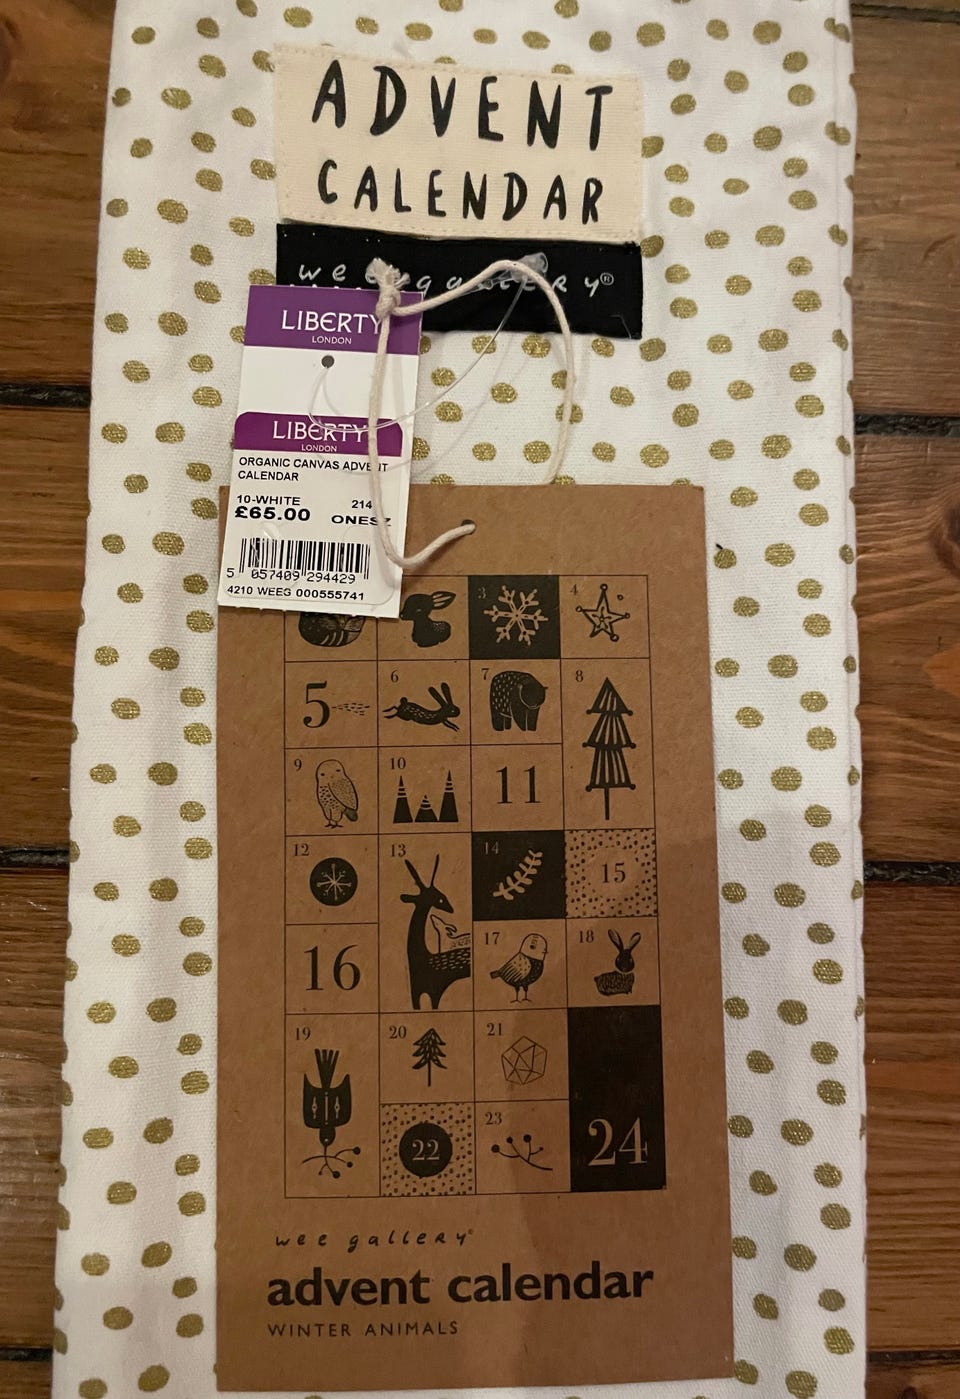 ADVENT
CALENDAR
wee gallery®
LIBERTY
LONDON
LIBERTY
LONDON
ORGANIC CANVAS ADVENT
CALENDAR
10-WHITE 214
£65.00 ONESZ
5 057409 294429
4210 WEEG 000555741
3 4
5 6 7 8
9 10 11
12 13 14 15
16 17 18
19 20 21
22 23 24
wee gallery®
advent calendar
WINTER ANIMALS